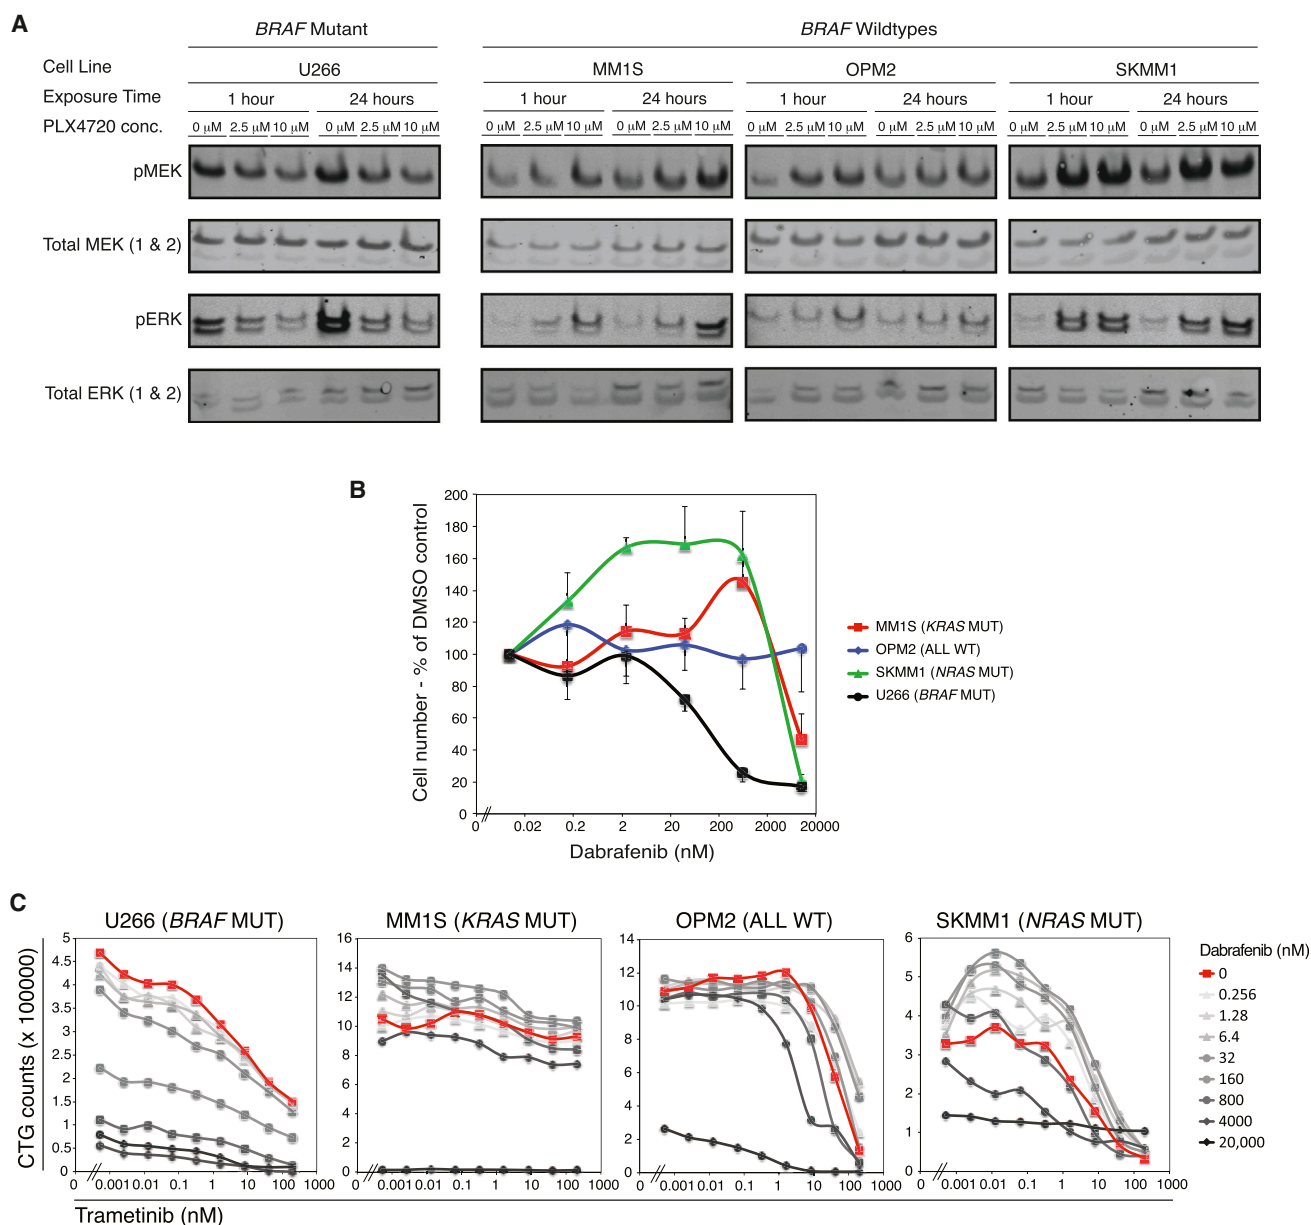 A
BRAF Mutant
BRAF Wildtypes
Cell Line
U266
MM1S
OPM2
SKMM1
Exposure Time
1 hour
24 hours
1 hour
24 hours
1 hour
24 hours
1 hour
24 hours
PLX4720 conc.
0 µM 2.5 µM 10 µM 0 µM 2.5 µM 10 µM
0 µM 2.5 µM 10 µM 0 µM 2.5 µM 10 µM
0 µM 2.5 µM 10 µM 0 µM 2.5 µM 10 µM
0 µM 2.5 µM 10 µM 0 µM 2.5 µM 10 µM
pMEK
Total MEK (1 & 2)
pERK
Total ERK (1 & 2)
B
Cell number - % of DMSO control
200
180
160
140
120
100
80
60
40
20
0
0 0.02 0.2 2 20 200 2000 20000
Dabrafenib (nM)
MM1S (KRAS MUT)
OPM2 (ALL WT)
SKMM1 (NRAS MUT)
U266 (BRAF MUT)
C
U266 (BRAF MUT)
MM1S (KRAS MUT)
OPM2 (ALL WT)
SKMM1 (NRAS MUT)
CTG counts (x 100000)
5
4.5
4
3.5
3
2.5
2
1.5
1
0.5
0
0 0.001 0.01 0.1 1 10 100 1000
16
14
12
10
8
6
4
2
0
0 0.001 0.01 0.1 1 10 100 1000
14
12
10
8
6
4
2
0
0 0.001 0.01 0.1 1 10 100 1000
6
5
4
3
2
1
0
0 0.001 0.01 0.1 1 10 100 1000
Trametinib (nM)
Dabrafenib (nM)
0
0.256
1.28
6.4
32
160
800
4000
20,000